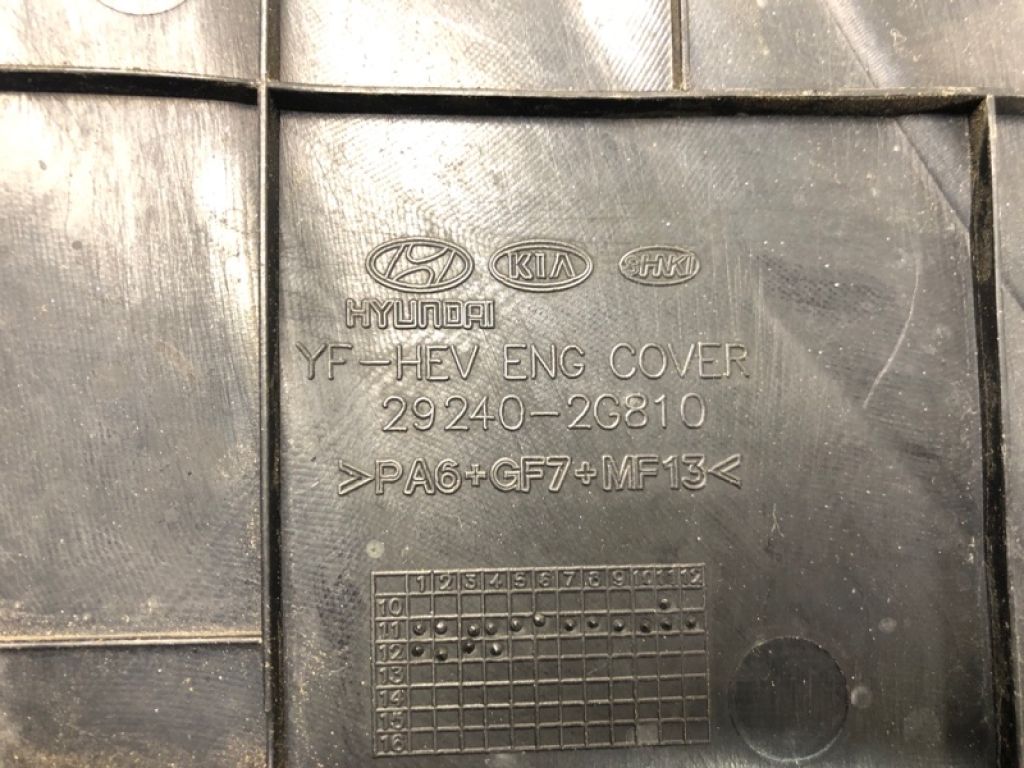 KIA
HYUNDAI
YF-HEV ENG COVER
29240-2G810
>PA6+GF7+MF13<
1 2 3 4 5 6 7 8 9 10 11 12
10
11
12
13
14
15
16